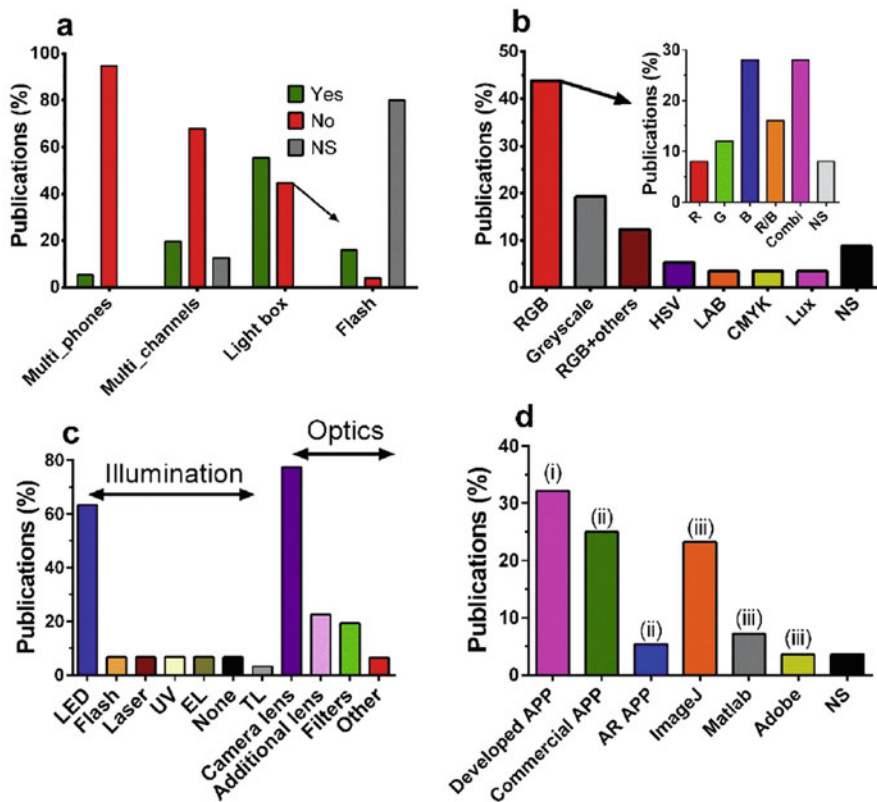 a
Publications (%)
100
80
60
40
20
0
Yes
No
NS
Multi_phones
Multi_channels
Light box
Flash
b
Publications (%)
50
40
30
20
10
0
RGB
Greyscale
RGB+others
HSV
LAB
CMYK
Lux
NS
Publications (%)
30
20
10
0
R
G
B
R/B
Combi
NS
c
Publications (%)
80
60
40
20
0
Illumination
Optics
LED
Flash
Laser
UV
EL
None
TL
Camera lens
Additional lens
Filters
Other
d
Publications (%)
40
30
20
10
0
(i)
(ii)
(ii)
(iii)
(iii)
(iii)
Developed APP
Commercial APP
AR APP
ImageJ
Matlab
Adobe
NS